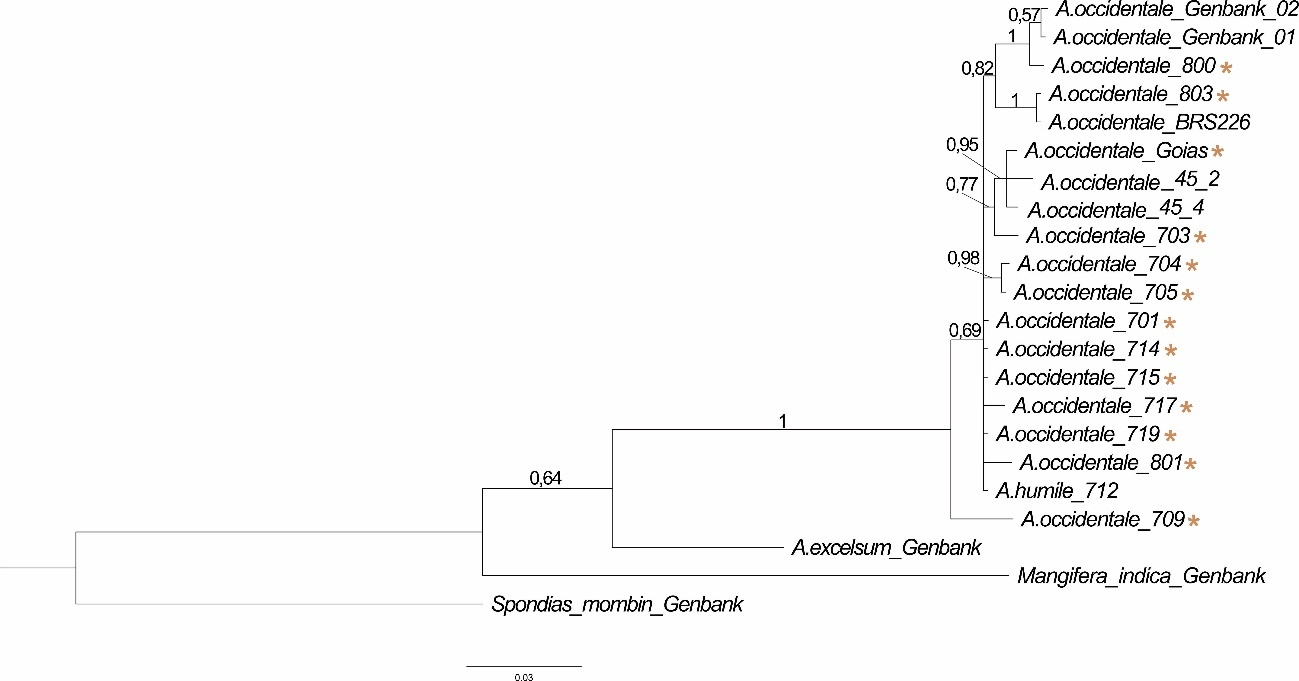 0,57 A.occidentale_Genbank_02
1 A.occidentale_Genbank_01
A.occidentale_800 *
0,82
A.occidentale_803 *
1
A.occidentale_BRS226
0,95 A.occidentale_Goias *
A.occidentale_45_2
0,77
A.occidentale_45_4
A.occidentale_703 *
0,98 A.occidentale_704 *
A.occidentale_705 *
A.occidentale_701 *
0,69
A.occidentale_714 *
A.occidentale_715 *
A.occidentale_717 *
1
A.occidentale_719 *
A.occidentale_801 *
0,64
A.humile_712
A.occidentale_709 *
A.excelsum_Genbank
Mangifera_indica_Genbank
Spondias_mombin_Genbank
0.03